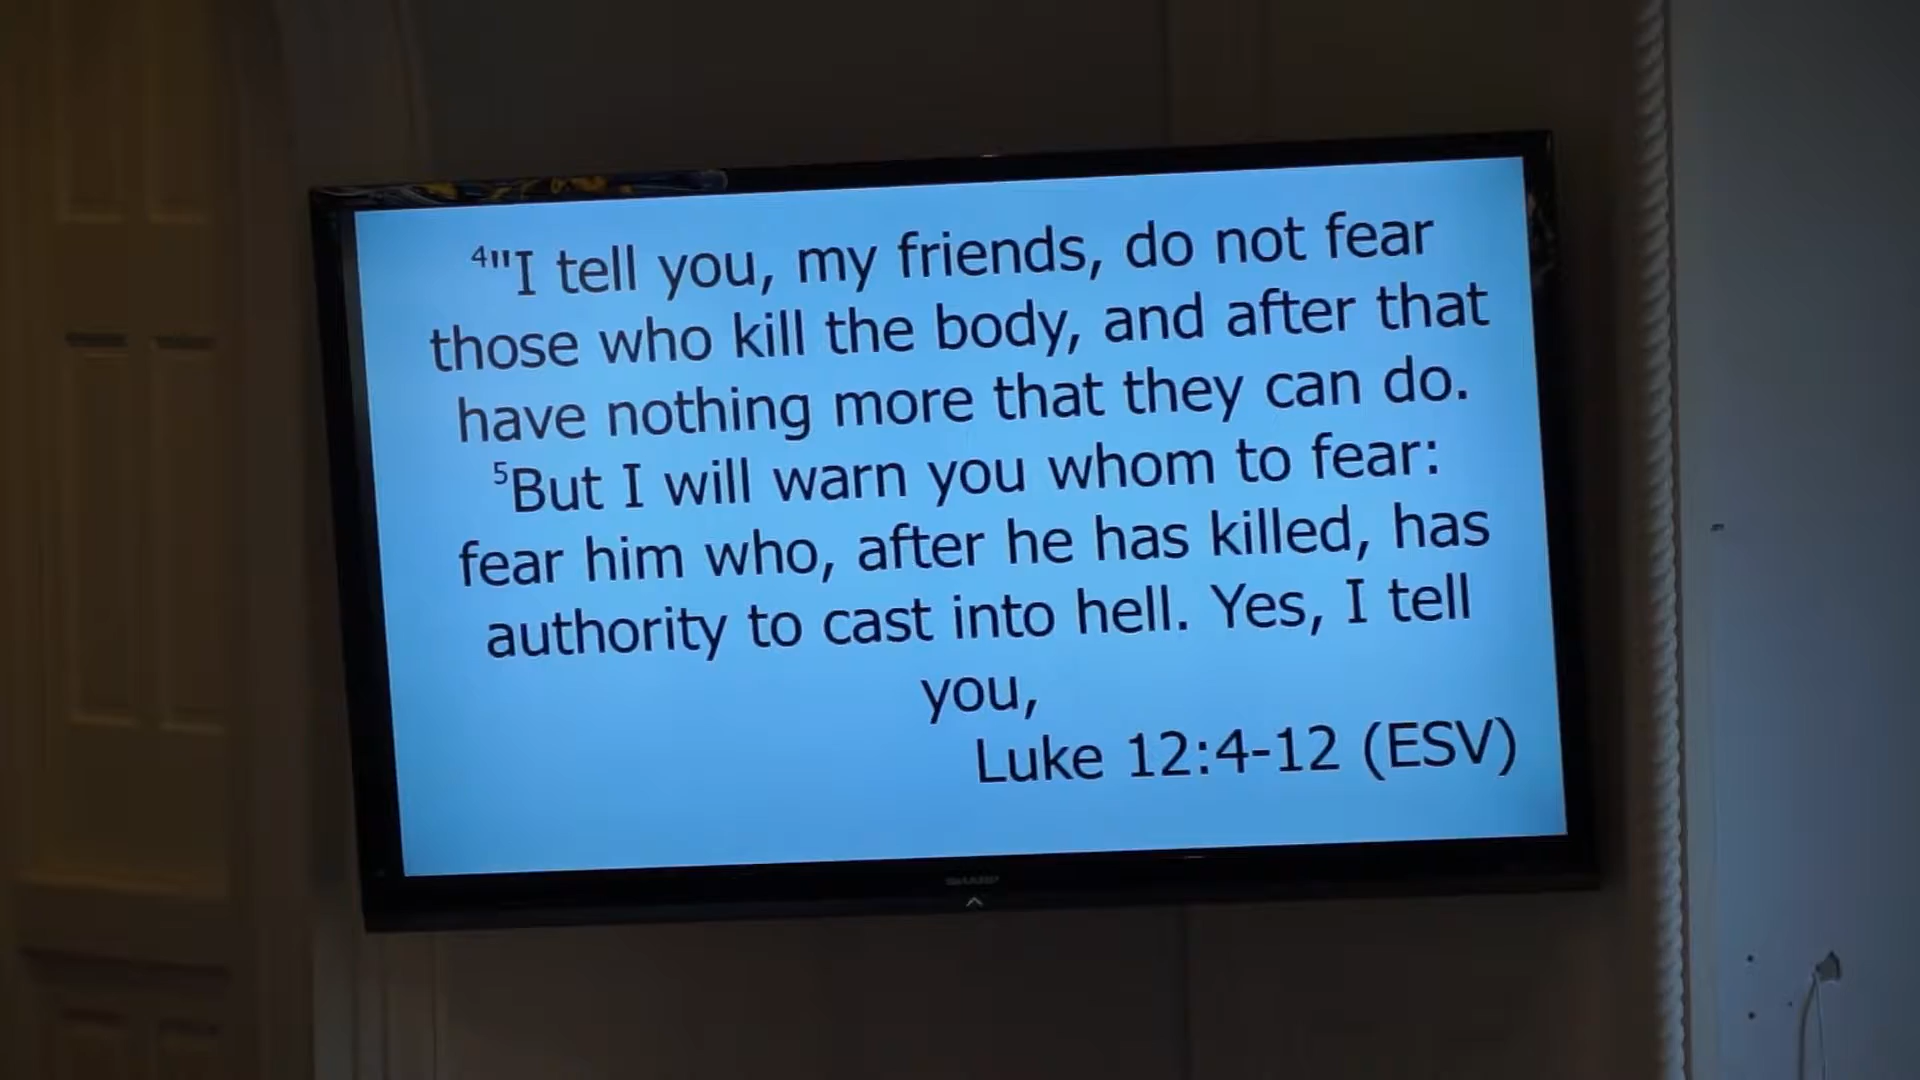 ⁴"I tell you, my friends, do not fear
those who kill the body, and after that
have nothing more that they can do.
⁵But I will warn you whom to fear:
fear him who, after he has killed, has
authority to cast into hell. Yes, I tell
you,
Luke 12:4-12 (ESV)
SHARP